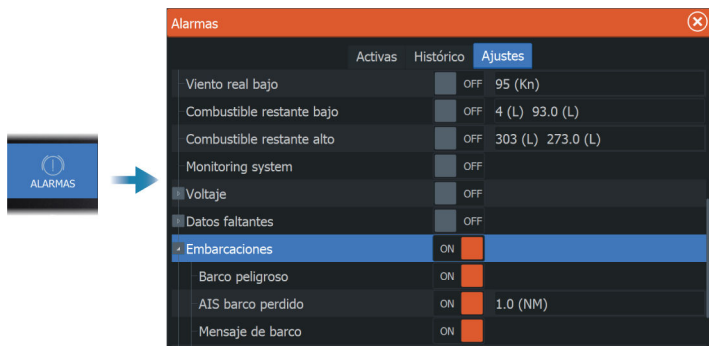 Alarmas
Activas Histórico Ajustes
Viento real bajo OFF 95 (Kn)
Combustible restante bajo OFF 4 (L) 93.0 (L)
Combustible restante alto OFF 303 (L) 273.0 (L)
Monitoring system OFF
Voltaje OFF
Datos faltantes OFF
Embarcaciones ON
Barco peligroso ON
AIS barco perdido ON 1.0 (NM)
Mensaje de barco ON
ALARMAS